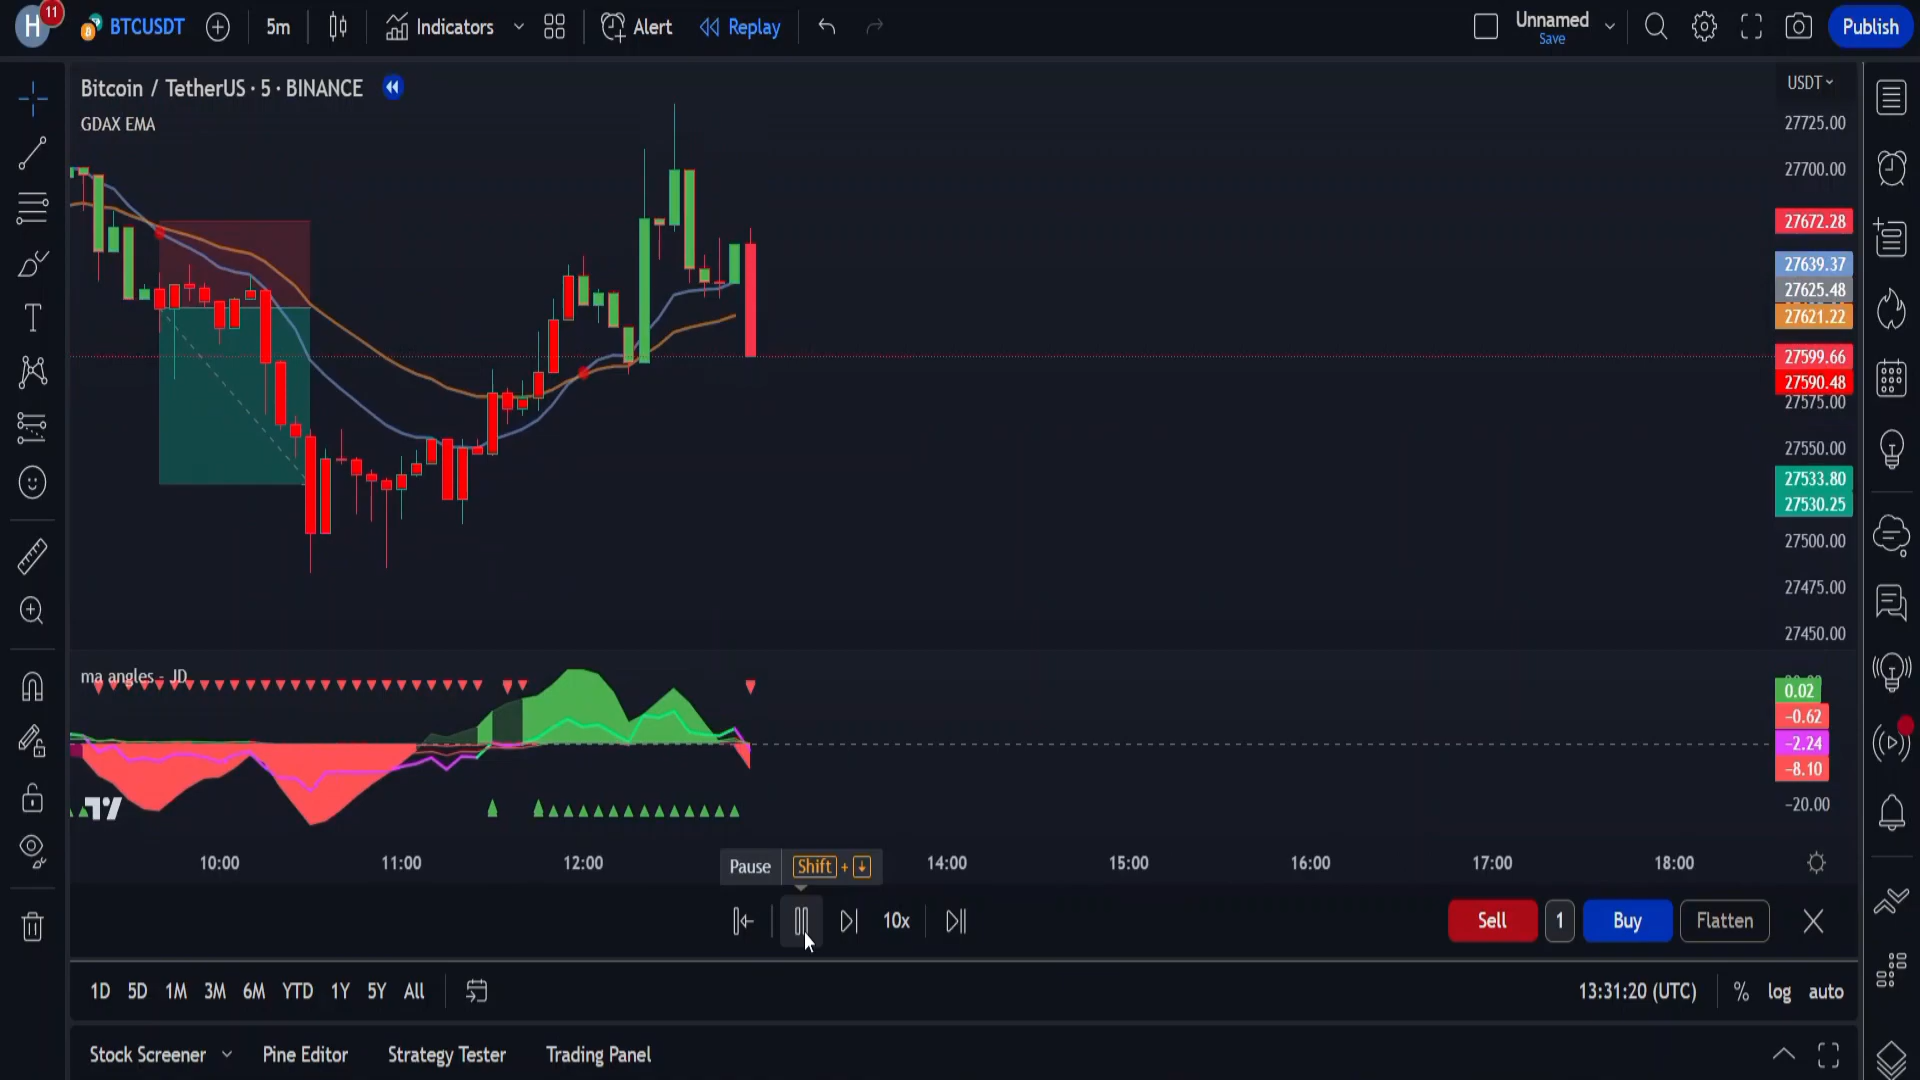 H 11 BTCUSDT 5m Indicators Alert Replay Unnamed Publish
Save
Bitcoin / TetherUS · 5 · BINANCE
GDAX EMA
USDT
27725.00
27700.00
27672.28
27639.37
27625.48
27621.22
27599.66
27590.48
27575.00
27550.00
27533.80
27530.25
27500.00
27475.00
27450.00
ma angles - JD
0.02
−0.62
−2.24
−8.10
−20.00
10:00 11:00 12:00 14:00 15:00 16:00 17:00 18:00
Pause Shift + ↓
10x Sell 1 Buy Flatten
1D 5D 1M 3M 6M YTD 1Y 5Y All 13:31:20 (UTC) % log auto
Stock Screener Pine Editor Strategy Tester Trading Panel